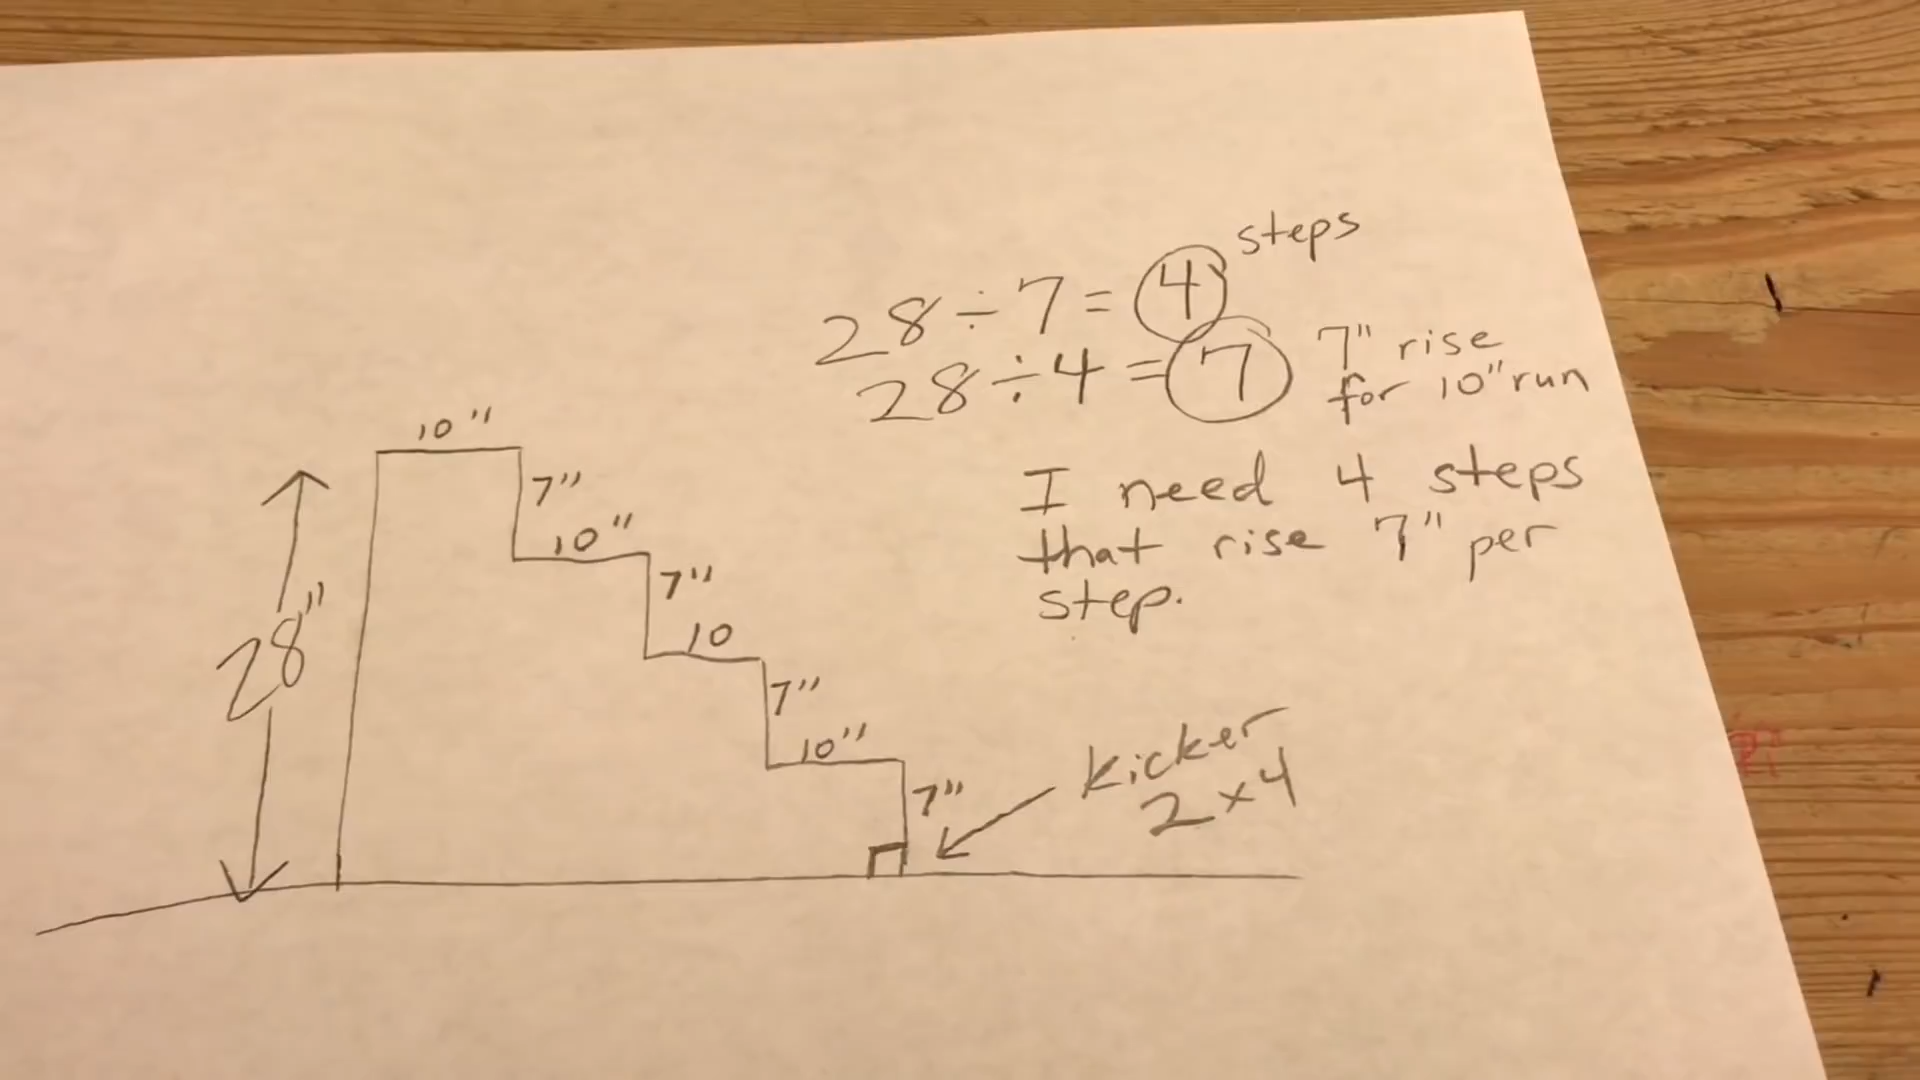 28 ÷ 7 = 4 steps
28 ÷ 4 = 7
7" rise
for 10" run
I need 4 steps
that rise 7" per
step.
10"
7"
10"
7"
10
7"
10"
7"
28"
kicker
2x4